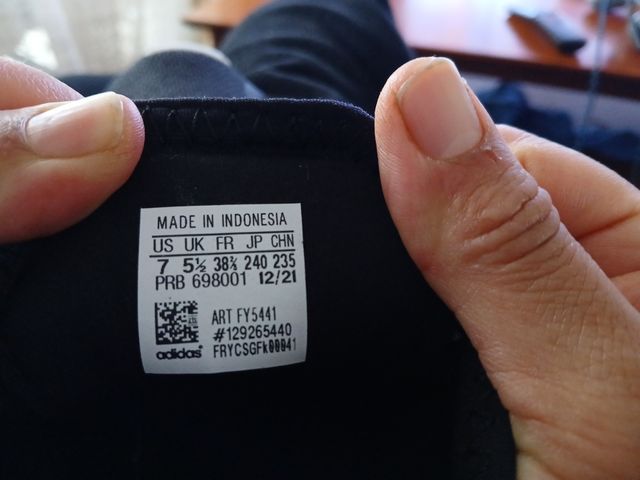 MADE IN INDONESIA
US UK FR JP CHN
7 5½ 38⅔ 240 235
PRB 698001 12/21
ART FY5441
#129265440
adidas FRYCSGFk00041